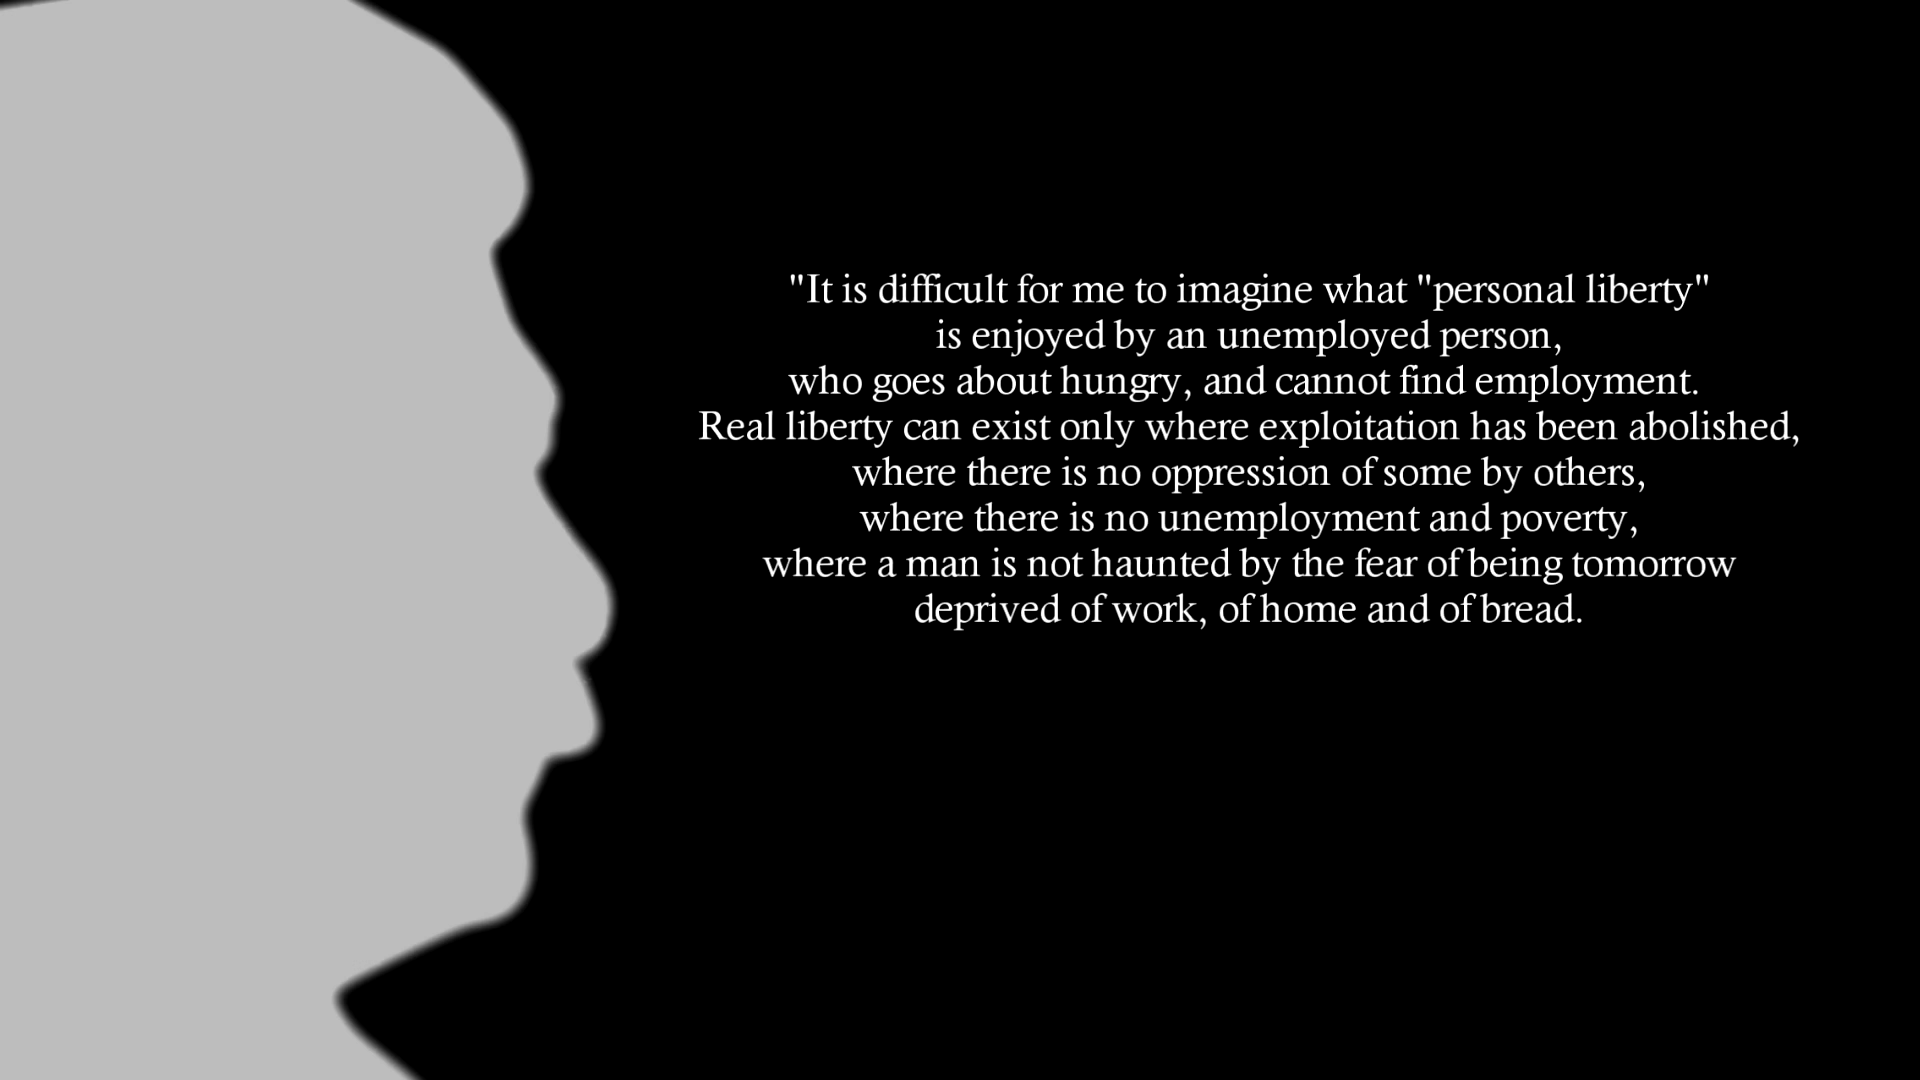 "It is difficult for me to imagine what "personal liberty"
is enjoyed by an unemployed person,
who goes about hungry, and cannot find employment.
Real liberty can exist only where exploitation has been abolished,
where there is no oppression of some by others,
where there is no unemployment and poverty,
where a man is not haunted by the fear of being tomorrow
deprived of work, of home and of bread.